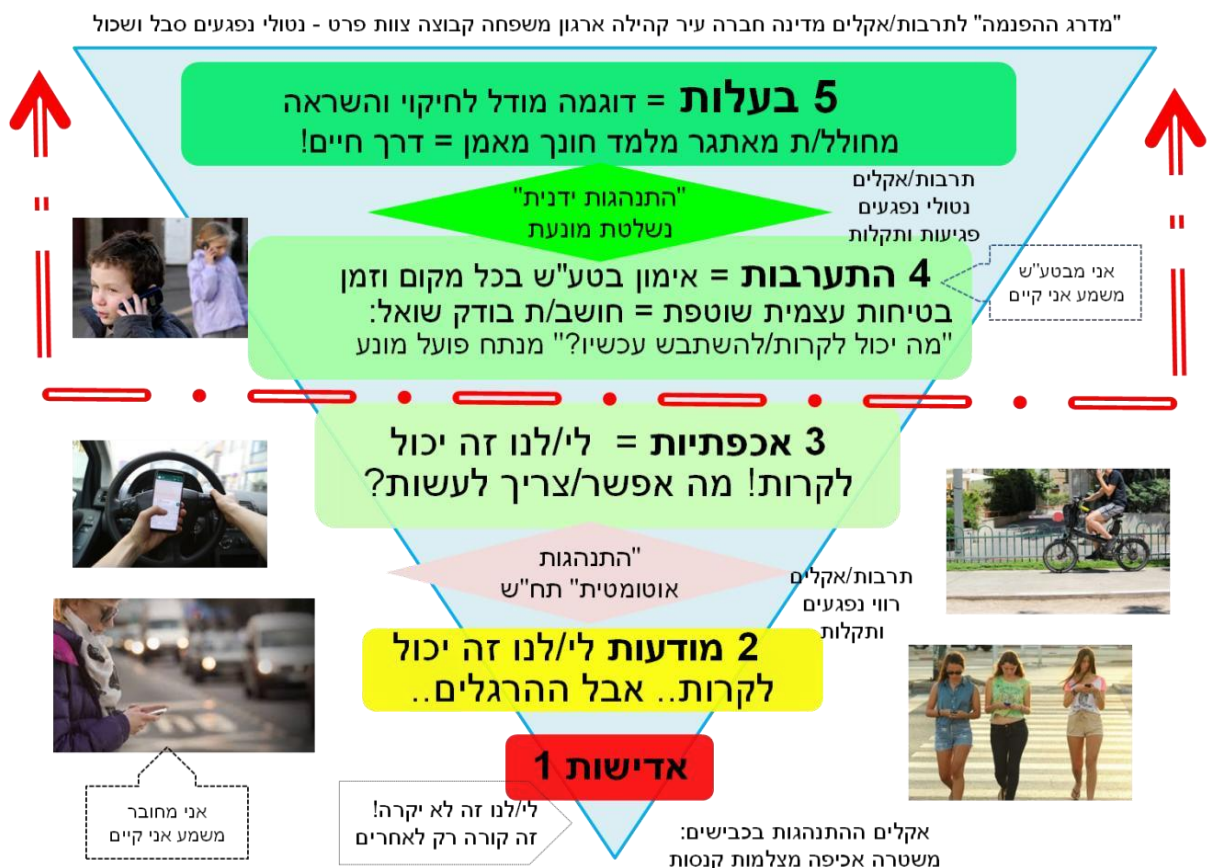 "מדרג ההפנמה" לתרבות/אקלים מדינה חברה עיר קהילה ארגון משפחה קבוצה צוות פרט - נטולי נפגעים סבל ושכול
5 בעלות = דוגמה מודל לחיקוי והשראה
מחולל/ת מאתגר מלמד חונך מאמן = דרך חיים!
"התנהגות ידנית"
נשלטת מונעת
תרבות/אקלים
נטולי נפגעים
פגיעות ותקלות
4 התערבות = אימון בטע"ש בכל מקום וזמן
בטיחות עצמית שוטפת = חושב/ת בודק שואל:
"מה יכול לקרות/להשתבש עכשיו?" מנתח פועל מונע
אני מבטע"ש
משמע אני קיים
3 אכפתיות = לי/לנו זה יכול
לקרות! מה אפשר/צריך לעשות?
"התנהגות
אוטומטית" תח"ש
תרבות/אקלים
רווי נפגעים
ותקלות
2 מודעות לי/לנו זה יכול
לקרות.. אבל ההרגלים..
אדישות 1
לי/לנו זה לא יקרה!
זה קורה רק לאחרים
אני מחובר
משמע אני קיים
אקלים ההתנהגות בכבישים:
משטרה אכיפה מצלמות קנסות